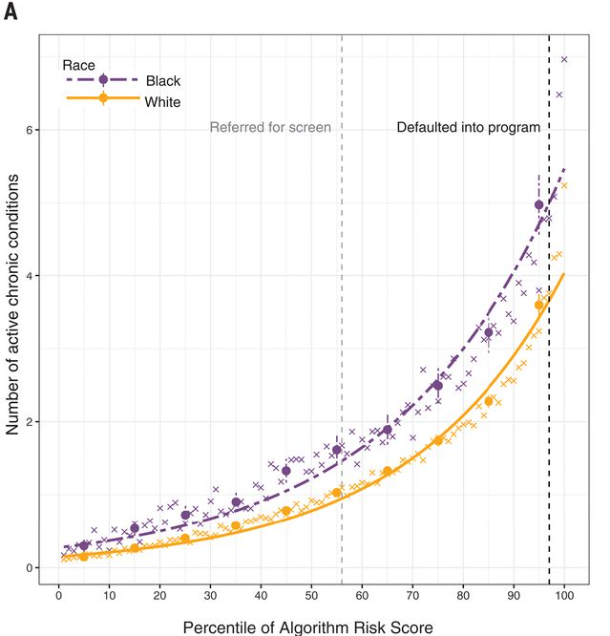 A
Race
Black
White
Referred for screen
Defaulted into program
Number of active chronic conditions
6
4
2
0
0 10 20 30 40 50 60 70 80 90 100
Percentile of Algorithm Risk Score